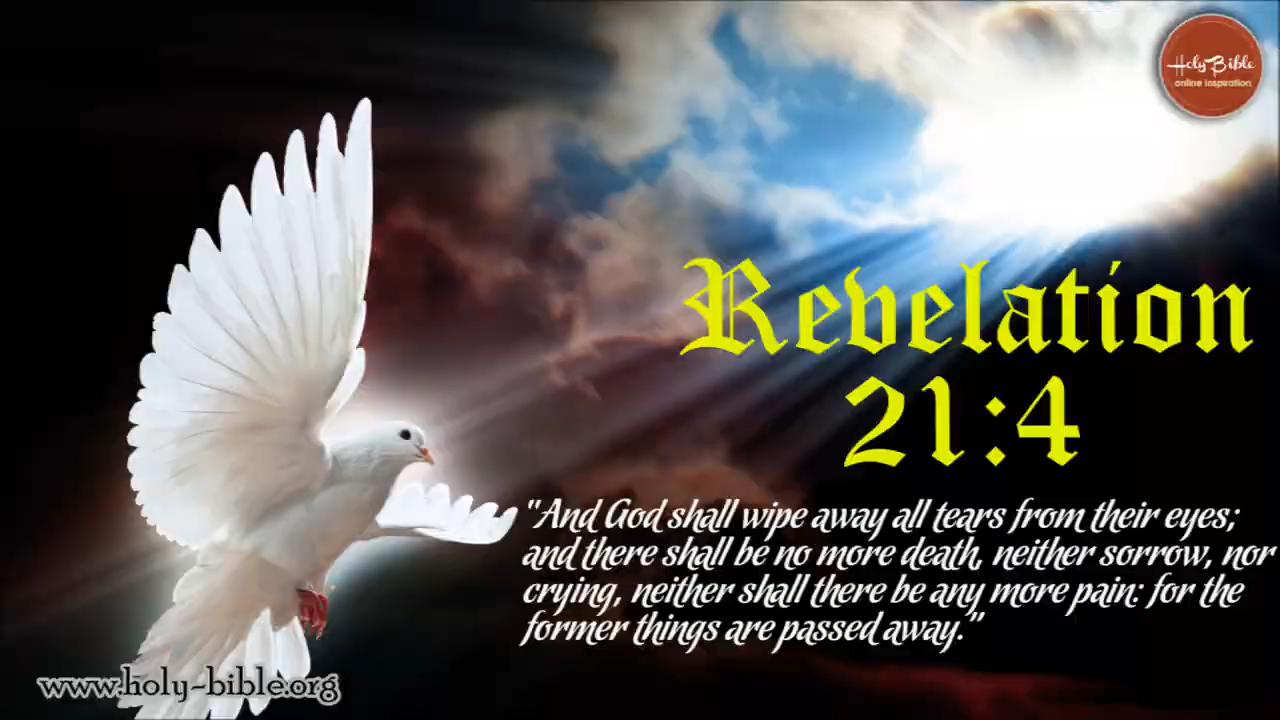 Holy Bible
online inspiration
Revelation
21:4
"And God shall wipe away all tears from their eyes;
and there shall be no more death, neither sorrow, nor
crying, neither shall there be any more pain: for the
former things are passed away."
www.holy-bible.org